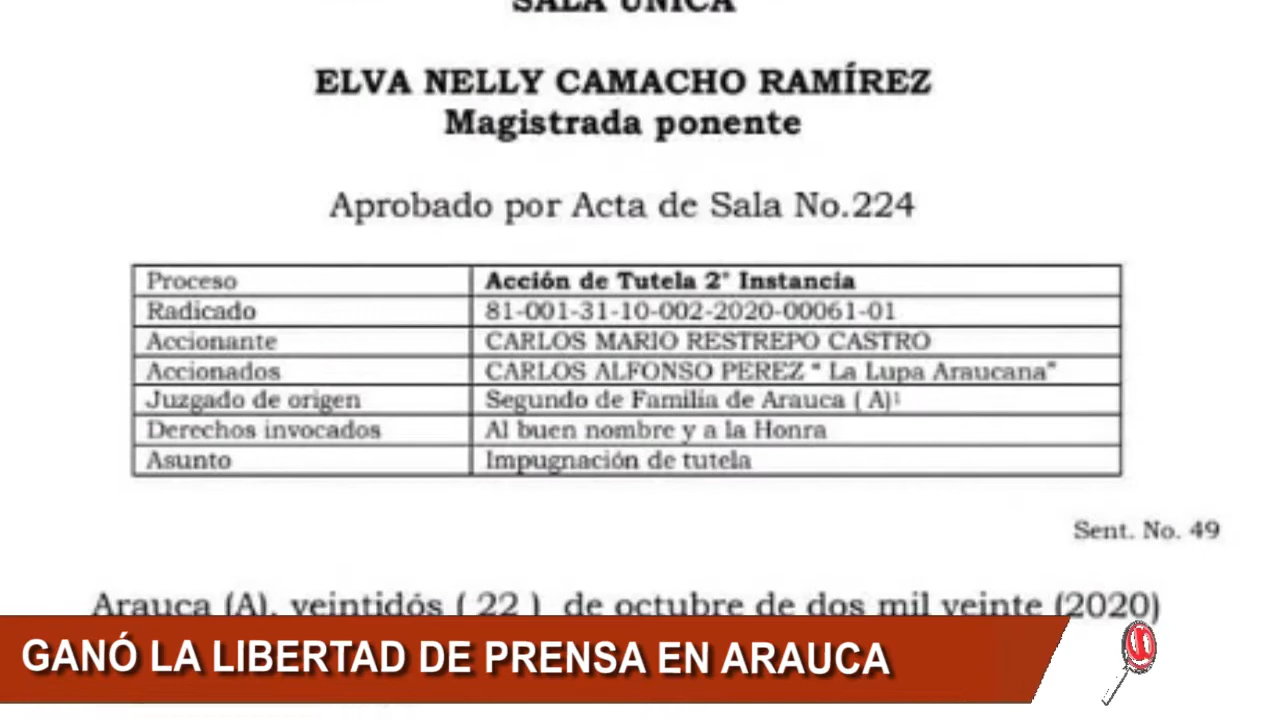 SALA ÚNICA
ELVA NELLY CAMACHO RAMÍREZ
Magistrada ponente
Aprobado por Acta de Sala No.224
Proceso Acción de Tutela 2° Instancia
Radicado 81-001-31-10-002-2020-00061-01
Accionante CARLOS MARIO RESTREPO CASTRO
Accionados CARLOS ALFONSO PEREZ “ La Lupa Araucana”
Juzgado de origen Segundo de Familia de Arauca ( A)¹
Derechos invocados Al buen nombre y a la Honra
Asunto Impugnación de tutela
Sent. No. 49
Arauca (A), veintidós ( 22 ) de octubre de dos mil veinte (2020)
GANÓ LA LIBERTAD DE PRENSA EN ARAUCA